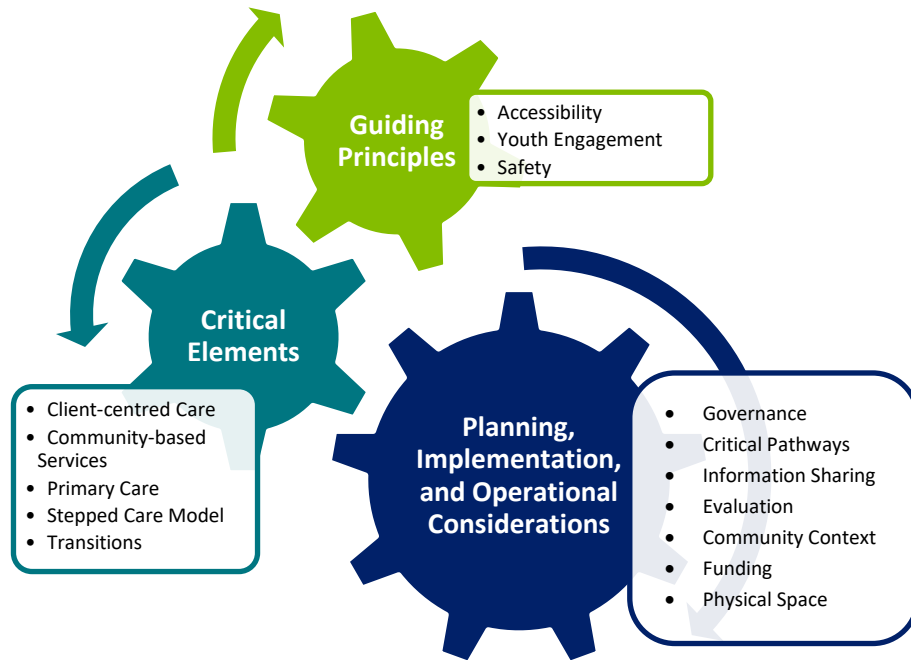 Guiding
Principles
• Accessibility
• Youth Engagement
• Safety
Critical
Elements
• Client-centred Care
• Community-based
Services
• Primary Care
• Stepped Care Model
• Transitions
Planning,
Implementation,
and Operational
Considerations
• Governance
• Critical Pathways
• Information Sharing
• Evaluation
• Community Context
• Funding
• Physical Space